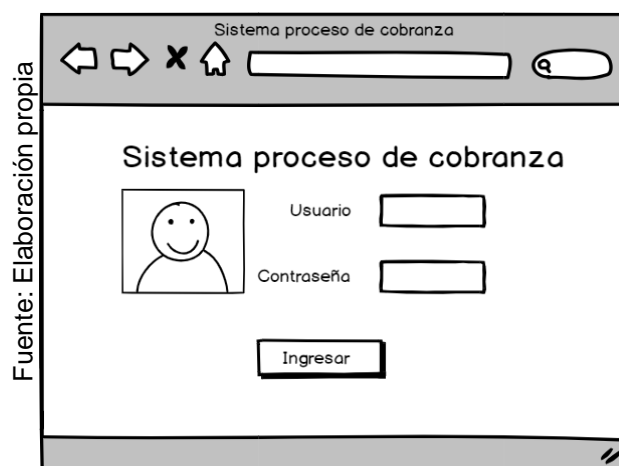 Sistema proceso de cobranza
Sistema proceso de cobranza
Usuario
Contraseña
Ingresar
Fuente: Elaboración propia